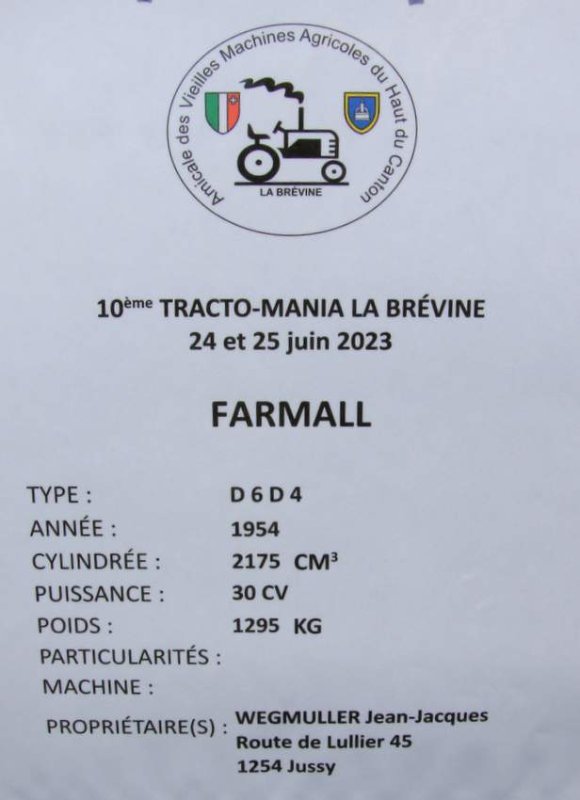 Amicale des Vieilles Machines Agricoles du Haut du Canton
LA BRÉVINE
10ème TRACTO-MANIA LA BRÉVINE
24 et 25 juin 2023
FARMALL
TYPE : D 6 D 4
ANNÉE : 1954
CYLINDRÉE : 2175 CM³
PUISSANCE : 30 CV
POIDS : 1295 KG
PARTICULARITÉS :
MACHINE :
PROPRIÉTAIRE(S) : WEGMULLER Jean-Jacques
Route de Lullier 45
1254 Jussy